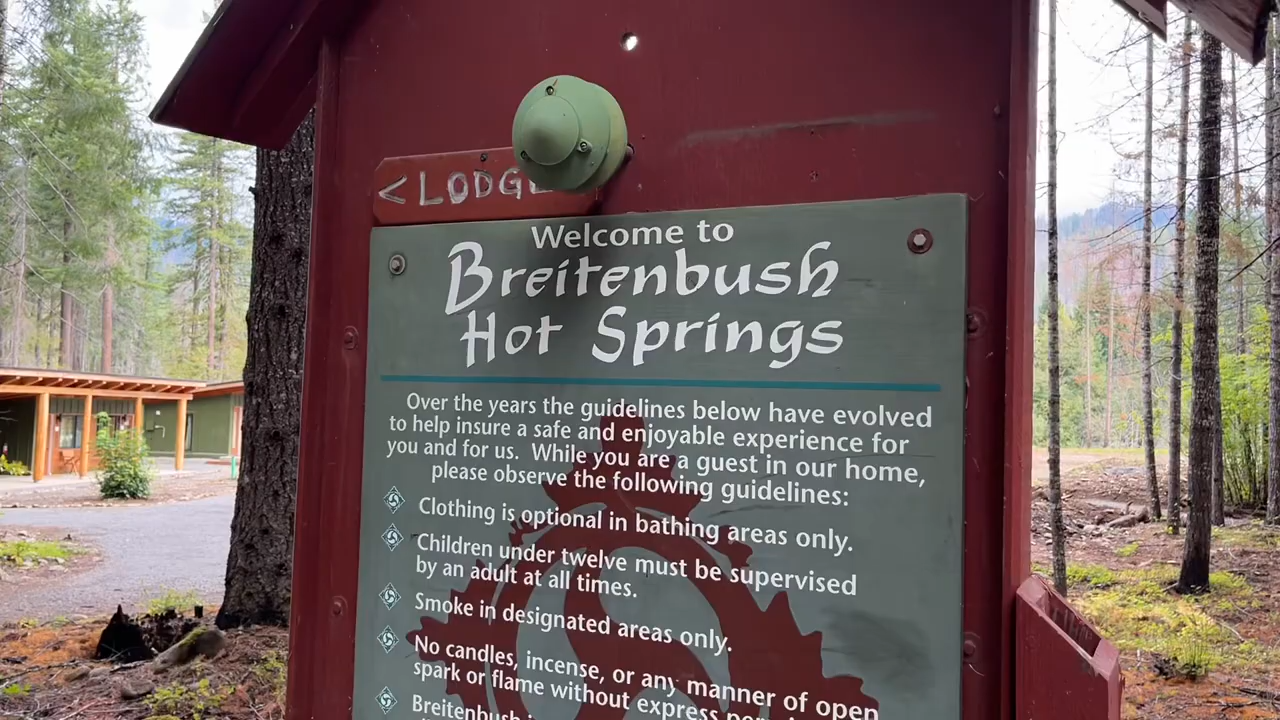 < LODGE
Welcome to
Breitenbush
Hot Springs
Over the years the guidelines below have evolved
to help insure a safe and enjoyable experience for
you and for us. While you are a guest in our home,
please observe the following guidelines:
Clothing is optional in bathing areas only.
Children under twelve must be supervised
by an adult at all times.
Smoke in designated areas only.
No candles, incense, or any manner of open
spark or flame without express
Breitenbush